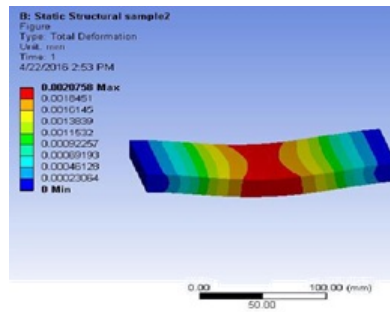 B: Static Structural sample2
Figure
Type: Total Deformation
Unit: mm
Time: 1
4/22/2016 2:53 PM
0.0020758 Max
0.0018451
0.0016145
0.0013839
0.0011532
0.00092257
0.00069193
0.00046128
0.00023064
0 Min
0.00
100.00 (mm)
50.00